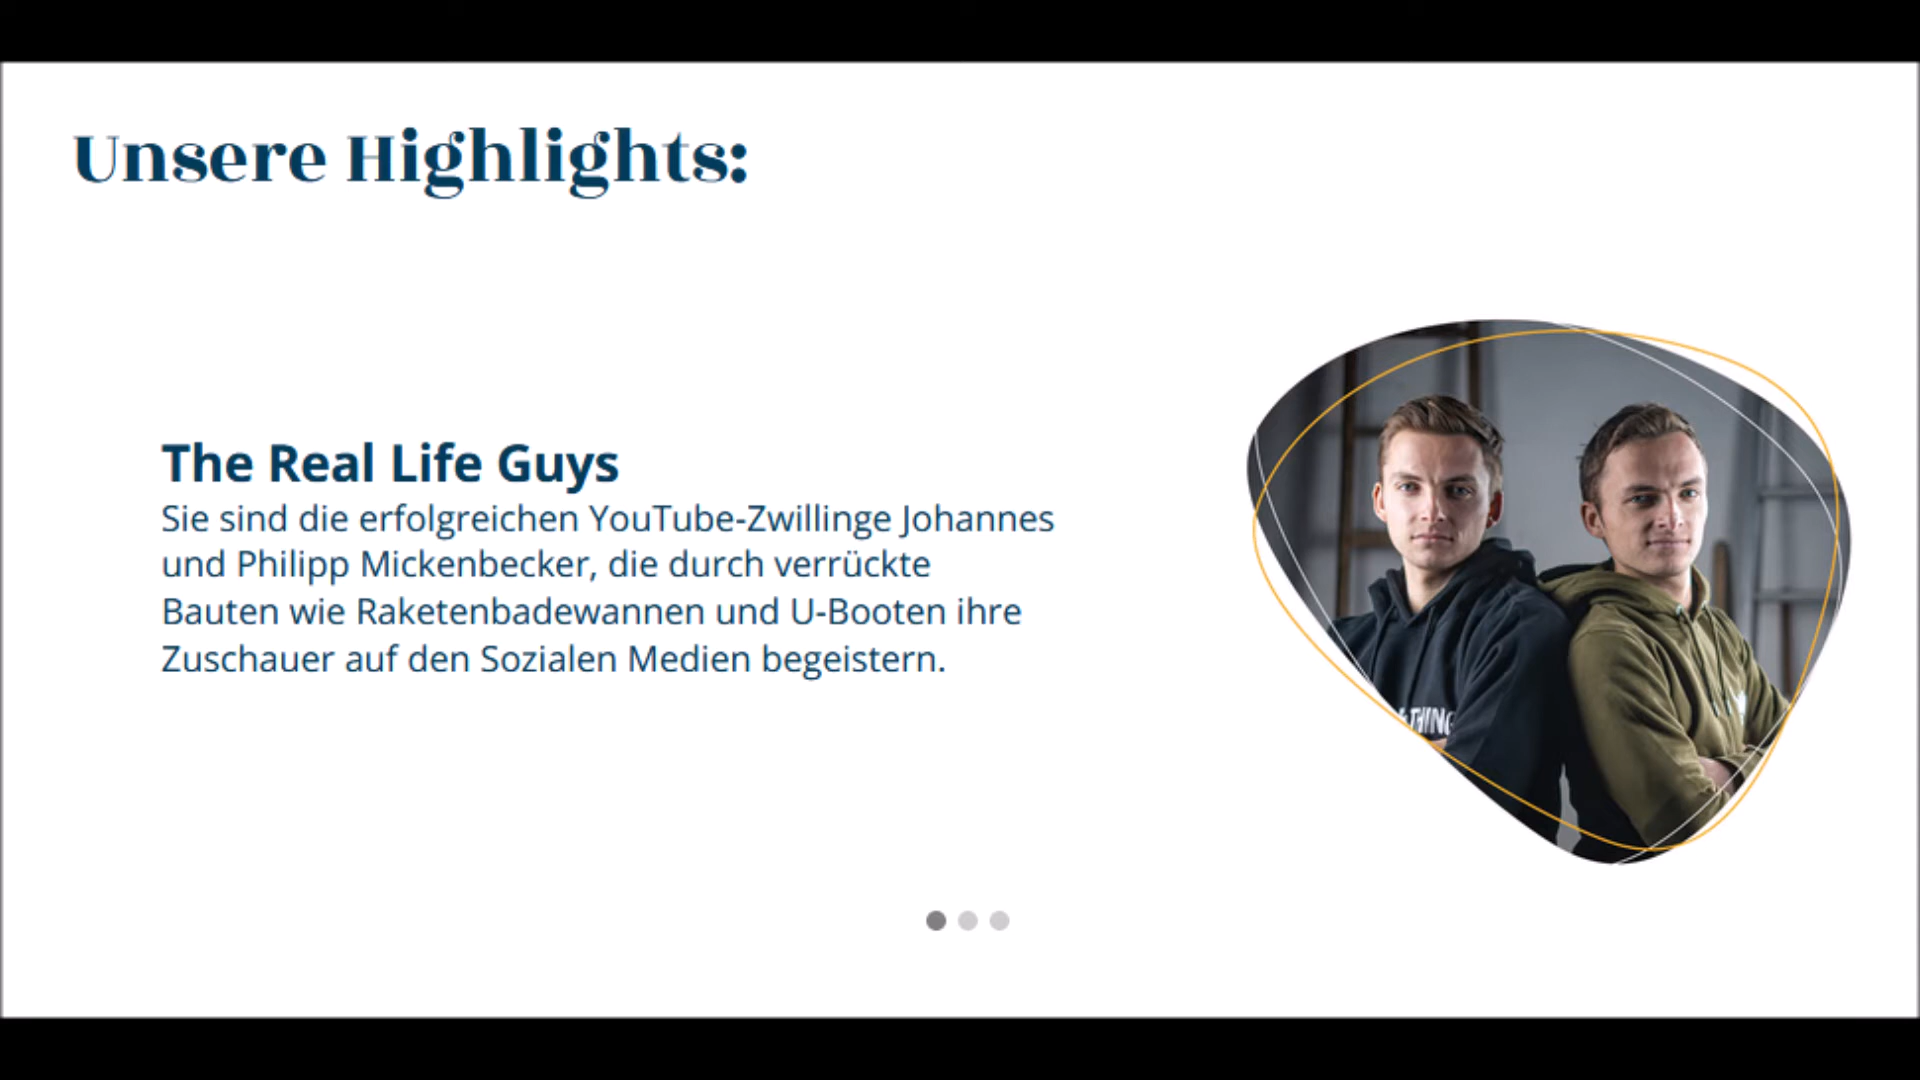 Unsere Highlights:
The Real Life Guys
Sie sind die erfolgreichen YouTube-Zwillinge Johannes
und Philipp Mickenbecker, die durch verrückte
Bauten wie Raketenbadewannen und U-Booten ihre
Zuschauer auf den Sozialen Medien begeistern.